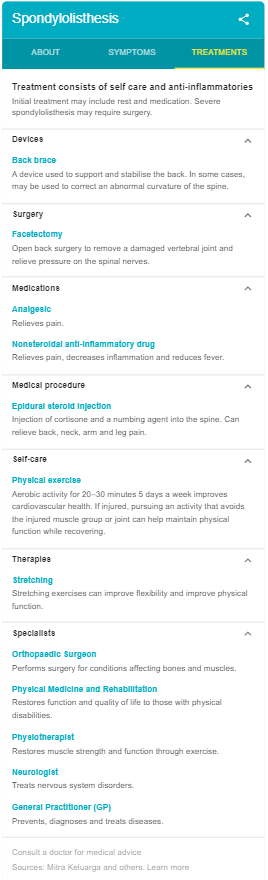 Spondylolisthesis
ABOUT
SYMPTOMS
TREATMENTS
Treatment consists of self care and anti-inflammatories
Initial treatment may include rest and medication. Severe
spondylolisthesis may require surgery.
Devices
Back brace
A device used to support and stabilise the back. In some cases,
may be used to correct an abnormal curvature of the spine.
Surgery
Facetectomy
Open back surgery to remove a damaged vertebral joint and
relieve pressure on the spinal nerves.
Medications
Analgesic
Relieves pain.
Nonsteroidal anti-inflammatory drug
Relieves pain, decreases inflammation and reduces fever.
Medical procedure
Epidural steroid injection
Injection of cortisone and a numbing agent into the spine. Can
relieve back, neck, arm and leg pain.
Self-care
Physical exercise
Aerobic activity for 20–30 minutes 5 days a week improves
cardiovascular health. If injured, pursuing an activity that avoids
the injured muscle group or joint can help maintain physical
function while recovering.
Therapies
Stretching
Stretching exercises can improve flexibility and improve physical
function.
Specialists
Orthopaedic Surgeon
Performs surgery for conditions affecting bones and muscles.
Physical Medicine and Rehabilitation
Restores function and quality of life to those with physical
disabilities.
Physiotherapist
Restores muscle strength and function through exercise.
Neurologist
Treats nervous system disorders.
General Practitioner (GP)
Prevents, diagnoses and treats diseases.
Consult a doctor for medical advice
Sources: Mitra Keluarga and others. Learn more